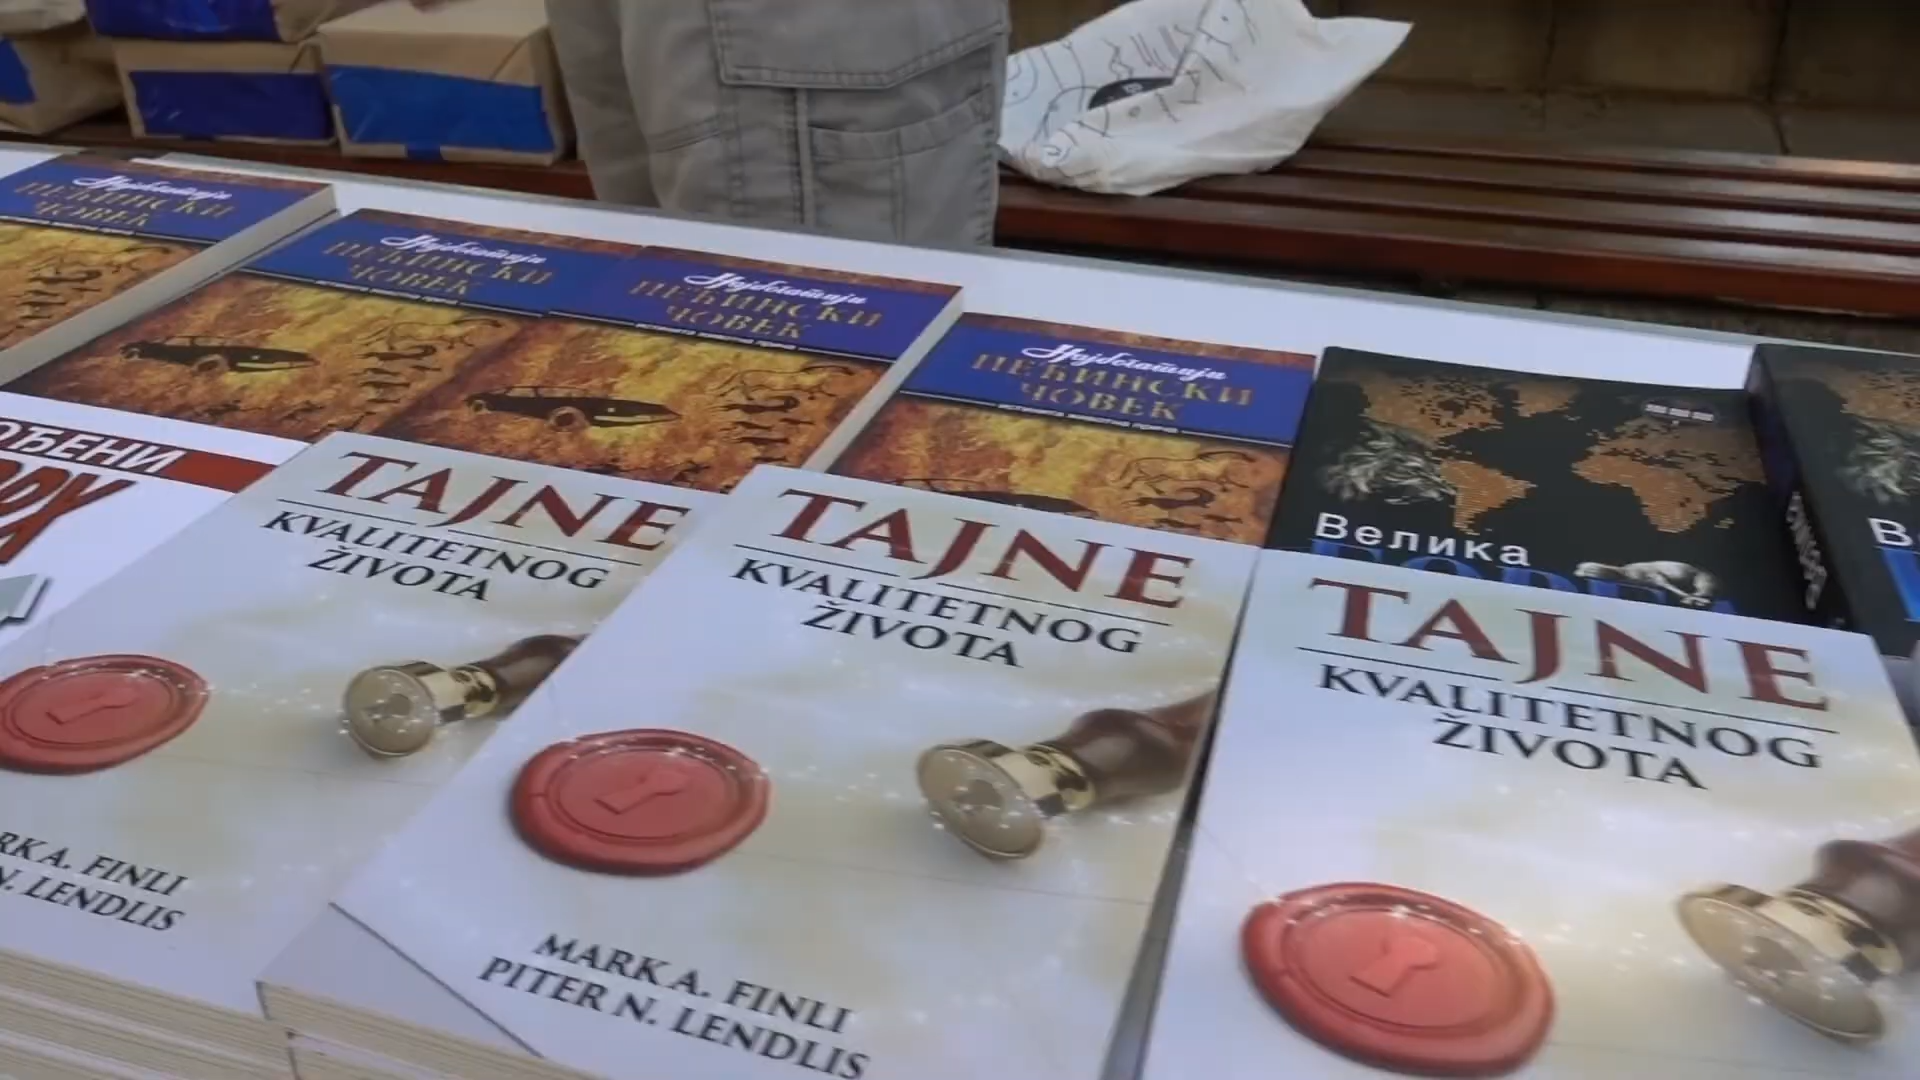 Најбогатији
ПЕЋИНСКИ
ЧОВЕК
Најбогатији
ПЕЋИНСКИ
ЧОВЕК
Најбогатији
ПЕЋИНСКИ
ЧОВЕК
Најбогатији
ПЕЋИНСКИ
ЧОВЕК
Велика
TAJNE
KVALITETNOG
ŽIVOTA
RK A. FINLI
N. LENDLIS
TAJNE
KVALITETNOG
ŽIVOTA
MARK A. FINLI
PITER N. LENDLIS
TAJNE
KVALITETNOG
ŽIVOTA